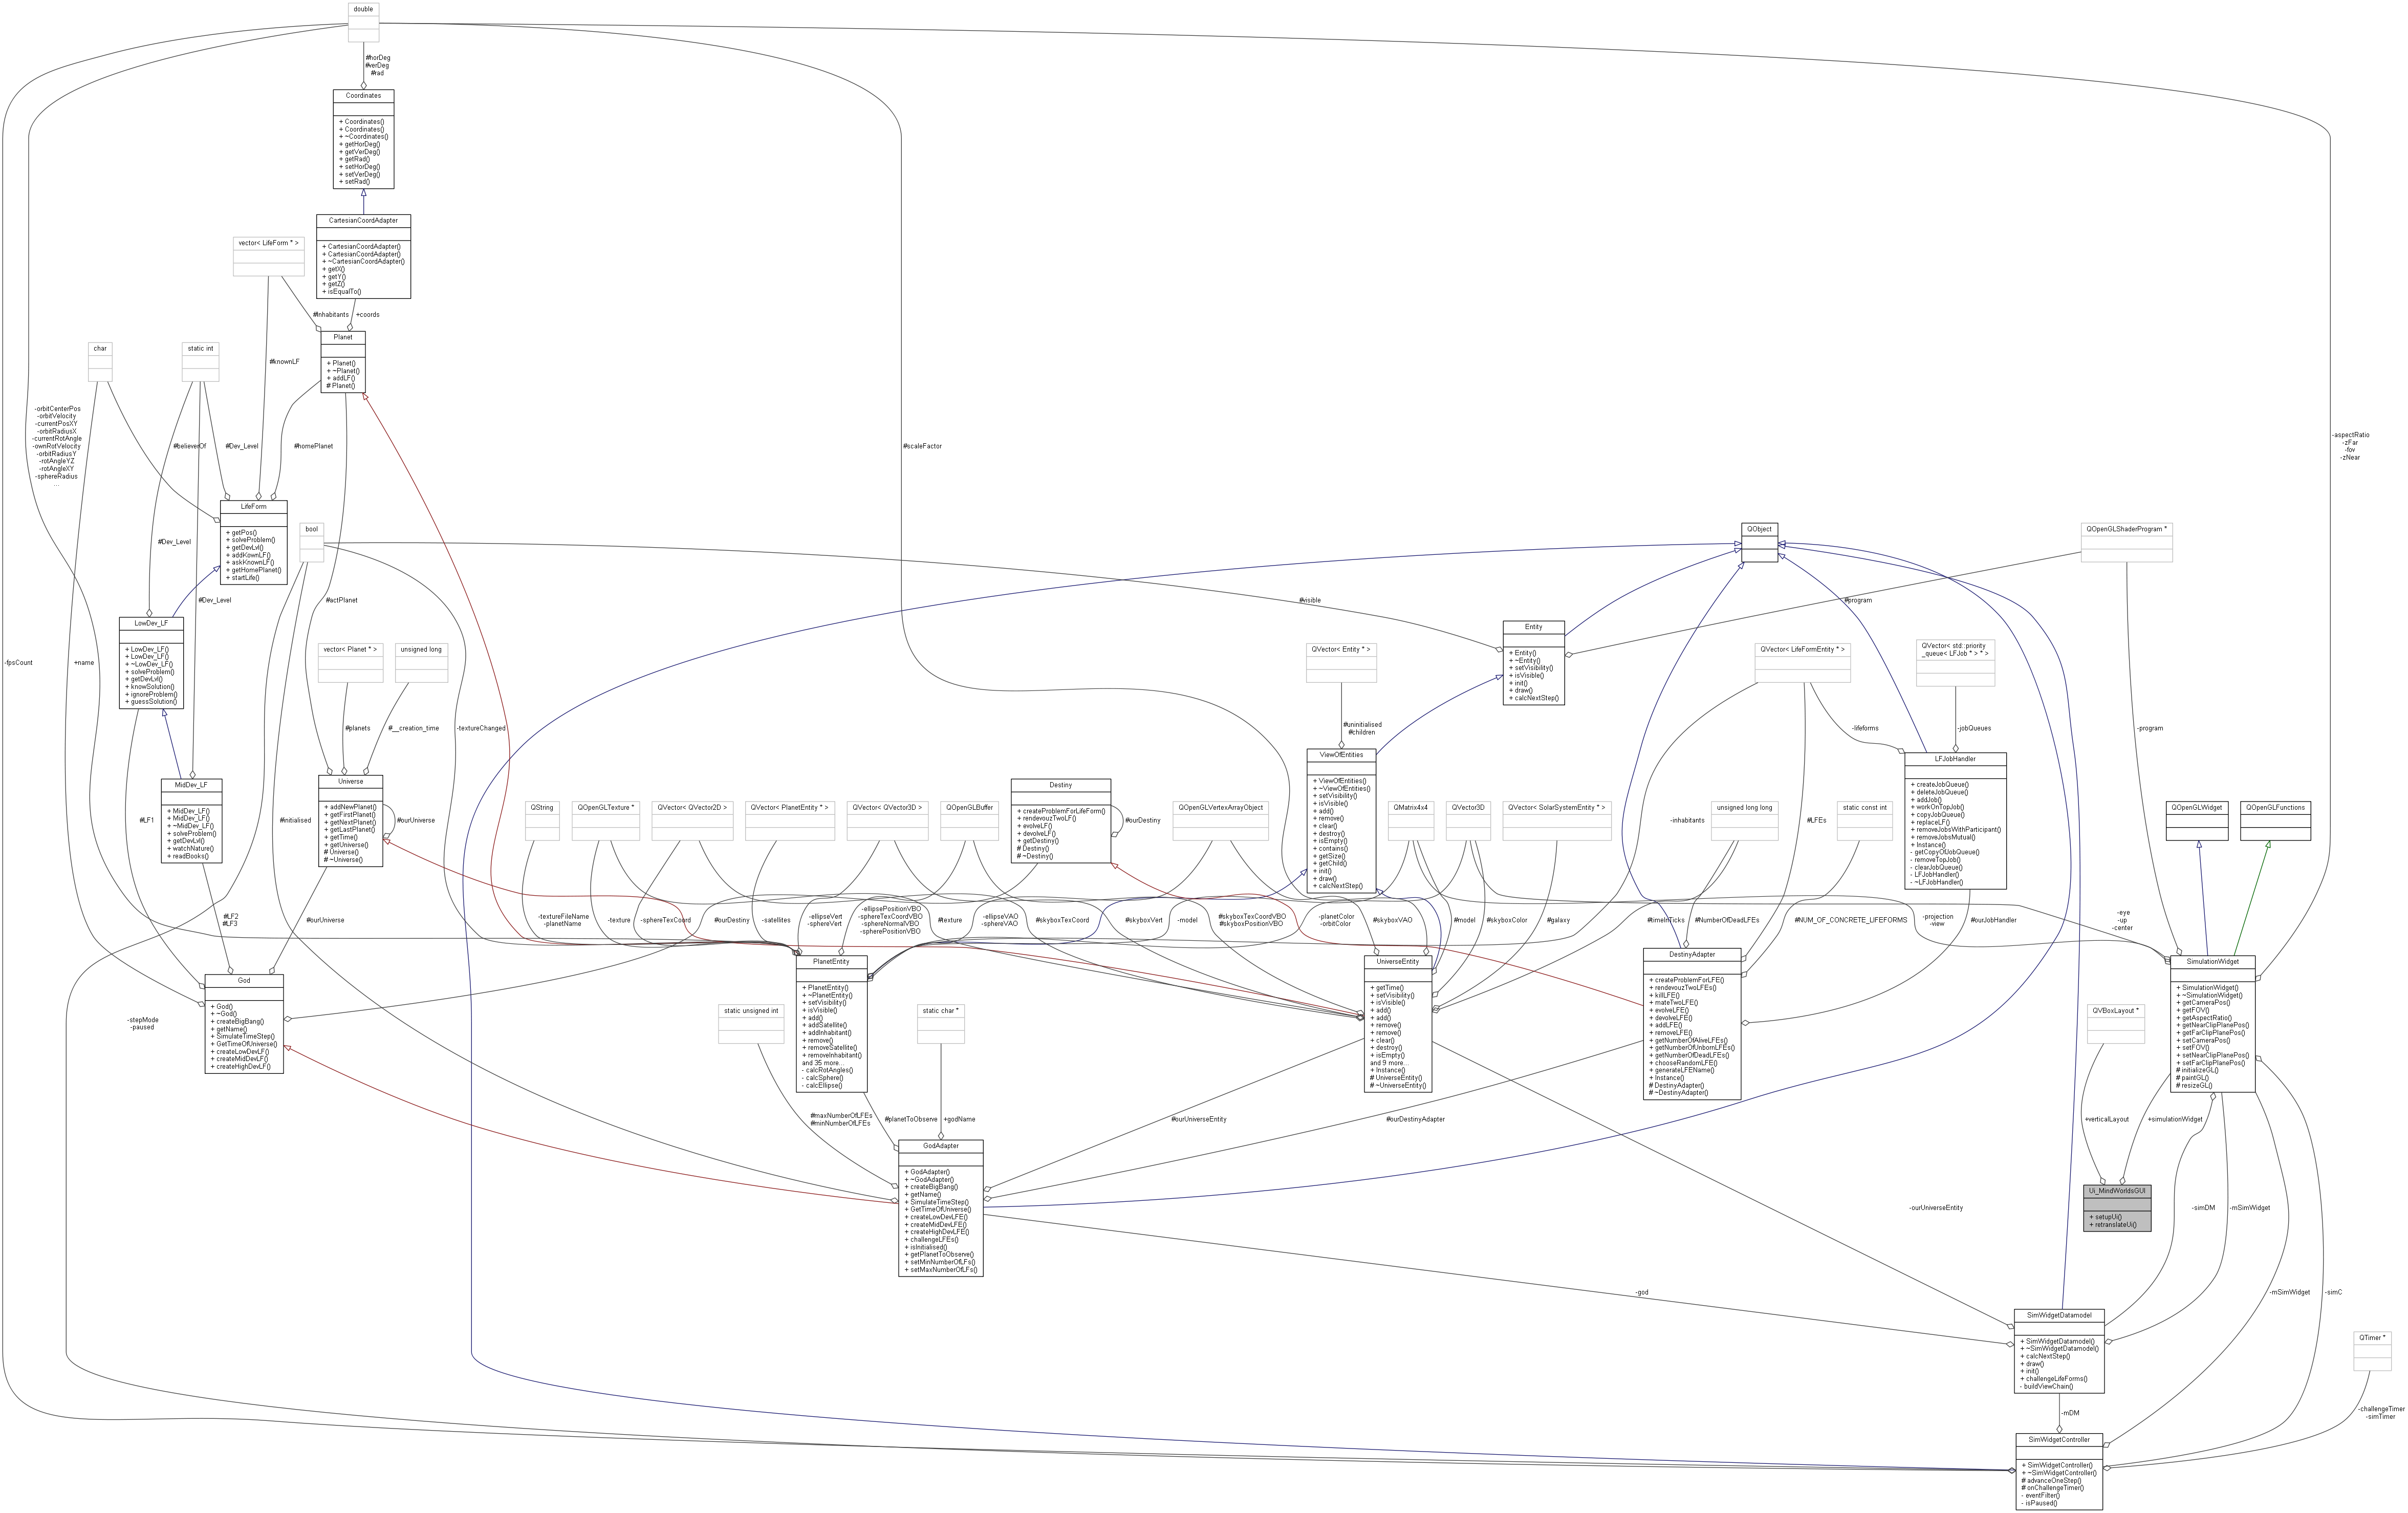 double
#horDeg
#verDeg
#rad
Coordinates
+ Coordinates()
+ Coordinates()
+ ~Coordinates()
+ getHorDeg()
+ getVerDeg()
+ getRad()
+ setHorDeg()
+ setVerDeg()
+ setRad()
CartesianCoordAdapter
+ CartesianCoordAdapter()
+ CartesianCoordAdapter()
+ ~CartesianCoordAdapter()
+ getX()
+ getY()
+ getZ()
+ isEqualTo()
vector< LifeForm * >
#inhabitants
+coords
Planet
+ Planet()
+ ~Planet()
+ addLF()
# Planet()
char
static int
#knownLF
-orbitCenterPos
-orbitVelocity
-currentPosXY
-orbitRadiusX
-currentRotAngle
-ownRotVelocity
-orbitRadiusY
-rotAngleYZ
-rotAngleXY
-sphereRadius
...
#believerOf
#Dev_Level
#homePlanet
#scaleFactor
-aspectRatio
-zFar
-fov
-zNear
LifeForm
+ getPos()
+ solveProblem()
+ getDevLvl()
+ addKownLF()
+ askKnownLF()
+ getHomePlanet()
+ startLife()
bool
#Dev_Level
#Dev_Level
#actPlanet
#visible
QObject
QOpenGLShaderProgram *
#program
LowDev_LF
+ LowDev_LF()
+ LowDev_LF()
+ ~LowDev_LF()
+ solveProblem()
+ getDevLvl()
+ knowSolution()
+ ignoreProblem()
+ guessSolution()
Entity
+ Entity()
+ ~Entity()
+ setVisibility()
+ isVisible()
+ init()
+ draw()
+ calcNextStep()
-fpsCount
+name
vector< Planet * >
unsigned long
QVector< Entity * >
QVector< LifeFormEntity * >
QVector< std::priority
_queue< LFJob * > * >
#planets
#__creation_time
-textureChanged
#uninitialised
#children
-lifeforms
-jobQueues
-program
MidDev_LF
+ MidDev_LF()
+ MidDev_LF()
+ ~MidDev_LF()
+ solveProblem()
+ getDevLvl()
+ watchNature()
+ readBooks()
Universe
+ addNewPlanet()
+ getFirstPlanet()
+ getNextPlanet()
+ getLastPlanet()
+ getTime()
+ getUniverse()
# Universe()
# ~Universe()
#ourUniverse
#LF1
#initialised
QString
QOpenGLTexture *
QVector< QVector2D >
QVector< PlanetEntity * >
QVector< QVector3D >
QOpenGLBuffer
Destiny
+ createProblemForLifeForm()
+ rendevouzTwoLF()
+ evolveLF()
+ devolveLF()
+ getDestiny()
# Destiny()
# ~Destiny()
#ourDestiny
QOpenGLVertexArrayObject
ViewOfEntities
+ ViewOfEntities()
+ ~ViewOfEntities()
+ setVisibility()
+ isVisible()
+ add()
+ remove()
+ clear()
+ destroy()
+ isEmpty()
+ contains()
+ getSize()
+ getChild()
+ init()
+ draw()
+ calcNextStep()
QMatrix4x4
QVector3D
QVector< SolarSystemEntity * >
unsigned long long
static const int
-inhabitants
#LFEs
LFJobHandler
+ createJobQueue()
+ deleteJobQueue()
+ addJob()
+ workOnTopJob()
+ copyJobQueue()
+ replaceLF()
+ removeJobsWithParticipant()
+ removeJobsMutual()
+ Instance()
- getCopyOfJobQueue()
- removeTopJob()
- clearJobQueue()
- LFJobHandler()
- ~LFJobHandler()
QOpenGLWidget
QOpenGLFunctions
#LF2
#LF3
#ourUniverse
-textureFileName
-planetName
-texture
-sphereTexCoord
#ourDestiny
-satellites
-ellipseVert
-sphereVert
-ellipsePositionVBO
-sphereTexCoordVBO
-sphereNormalVBO
-spherePositionVBO
#texture
-ellipseVAO
-sphereVAO
#skyboxTexCoord
#skyboxVert
-model
#skyboxTexCoordVBO
#skyboxPositionVBO
-planetColor
-orbitColor
#skyboxVAO
#model
#skyboxColor
#galaxy
#timeInTicks
#NumberOfDeadLFEs
#NUM_OF_CONCRETE_LIFEFORMS
-projection
-view
#ourJobHandler
-eye
-up
-center
God
+ God()
+ ~God()
+ createBigBang()
+ getName()
+ SimulateTimeStep()
+ GetTimeOfUniverse()
+ createLowDevLF()
+ createMidDevLF()
+ createHighDevLF()
-stepMode
-paused
PlanetEntity
+ PlanetEntity()
+ ~PlanetEntity()
+ setVisibility()
+ isVisible()
+ add()
+ addSatellite()
+ addInhabitant()
+ remove()
+ removeSatellite()
+ removeInhabitant()
and 35 more...
- calcRotAngles()
- calcSphere()
- calcEllipse()
UniverseEntity
+ getTime()
+ setVisibility()
+ isVisible()
+ add()
+ add()
+ remove()
+ remove()
+ clear()
+ destroy()
+ isEmpty()
and 9 more...
+ Instance()
# UniverseEntity()
# ~UniverseEntity()
DestinyAdapter
+ createProblemForLFE()
+ rendevouzTwoLFEs()
+ killLFE()
+ mateTwoLFE()
+ evolveLFE()
+ devolveLFE()
+ addLFE()
+ removeLFE()
+ getNumberOfAliveLFEs()
+ getNumberOfUnbornLFEs()
+ getNumberOfDeadLFEs()
+ chooseRandomLFE()
+ generateLFEName()
+ Instance()
# DestinyAdapter()
# ~DestinyAdapter()
SimulationWidget
+ SimulationWidget()
+ ~SimulationWidget()
+ getCameraPos()
+ getFOV()
+ getAspectRatio()
+ getNearClipPlanePos()
+ getFarClipPlanePos()
+ setCameraPos()
+ setFOV()
+ setNearClipPlanePos()
+ setFarClipPlanePos()
# initializeGL()
# paintGL()
# resizeGL()
static unsigned int
static char *
QVBoxLayout *
#maxNumberOfLFEs
#minNumberOfLFEs
#planetToObserve
+godName
#ourUniverseEntity
#ourDestinyAdapter
+verticalLayout
+simulationWidget
GodAdapter
+ GodAdapter()
+ ~GodAdapter()
+ createBigBang()
+ getName()
+ SimulateTimeStep()
+ GetTimeOfUniverse()
+ createLowDevLFE()
+ createMidDevLFE()
+ createHighDevLFE()
+ challengeLFEs()
+ isInitialised()
+ getPlanetToObserve()
+ setMinNumberOfLFs()
+ setMaxNumberOfLFs()
Ui_MindWorldsGUI
+ setupUi()
+ retranslateUi()
-ourUniverseEntity
-simDM
-mSimWidget
-god
-mSimWidget
-simC
SimWidgetDatamodel
+ SimWidgetDatamodel()
+ ~SimWidgetDatamodel()
+ calcNextStep()
+ draw()
+ init()
+ challengeLifeForms()
- buildViewChain()
QTimer *
-mDM
-challengeTimer
-simTimer
SimWidgetController
+ SimWidgetController()
+ ~SimWidgetController()
# advanceOneStep()
# onChallengeTimer()
- eventFilter()
- isPaused()